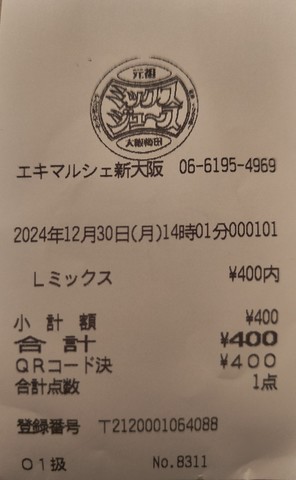 元祖
ミックス
ジュース
大阪梅田
エキマルシェ新大阪 06-6195-4969
2024年12月30日(月)14時01分000101
Lミックス ¥400内
小計額 ¥400
合計 ¥400
QRコード決 ¥400
合計点数 1点
登録番号 T2120001064088
01扱 No.8311